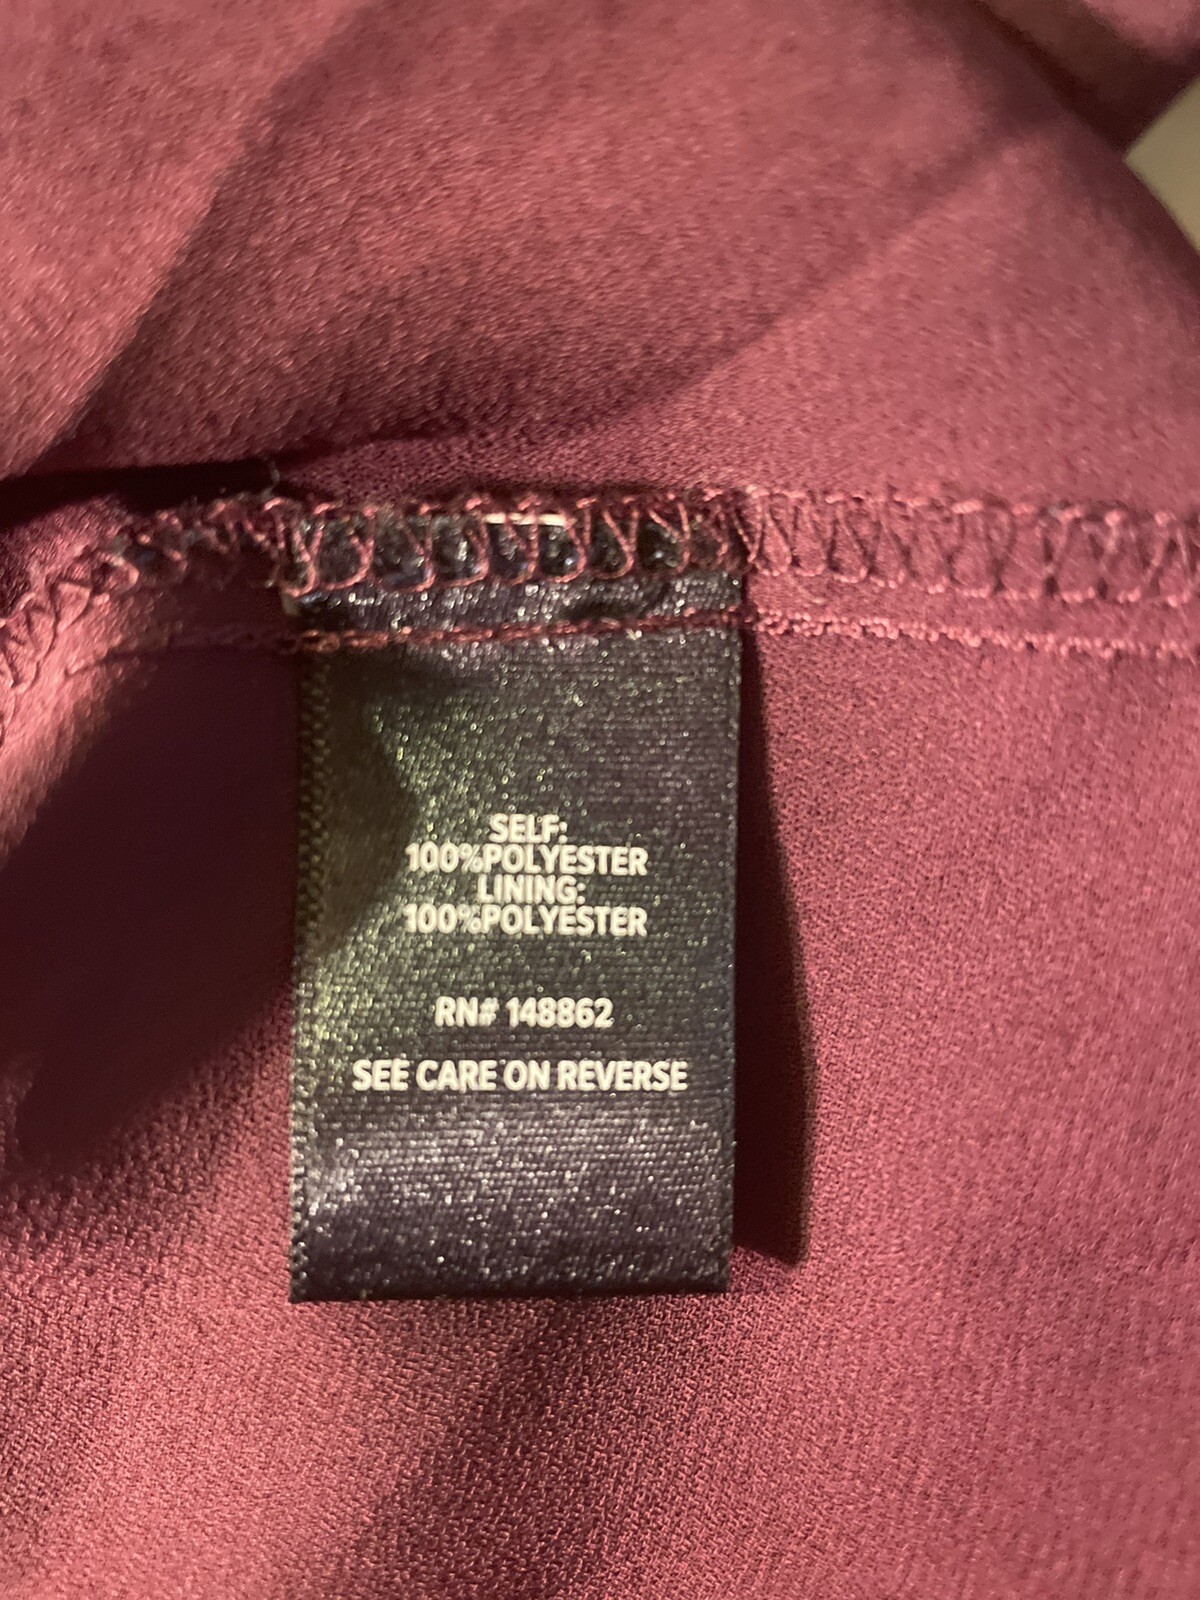 SELF:
100%POLYESTER
LINING:
100%POLYESTER
RN# 148862
SEE CARE ON REVERSE